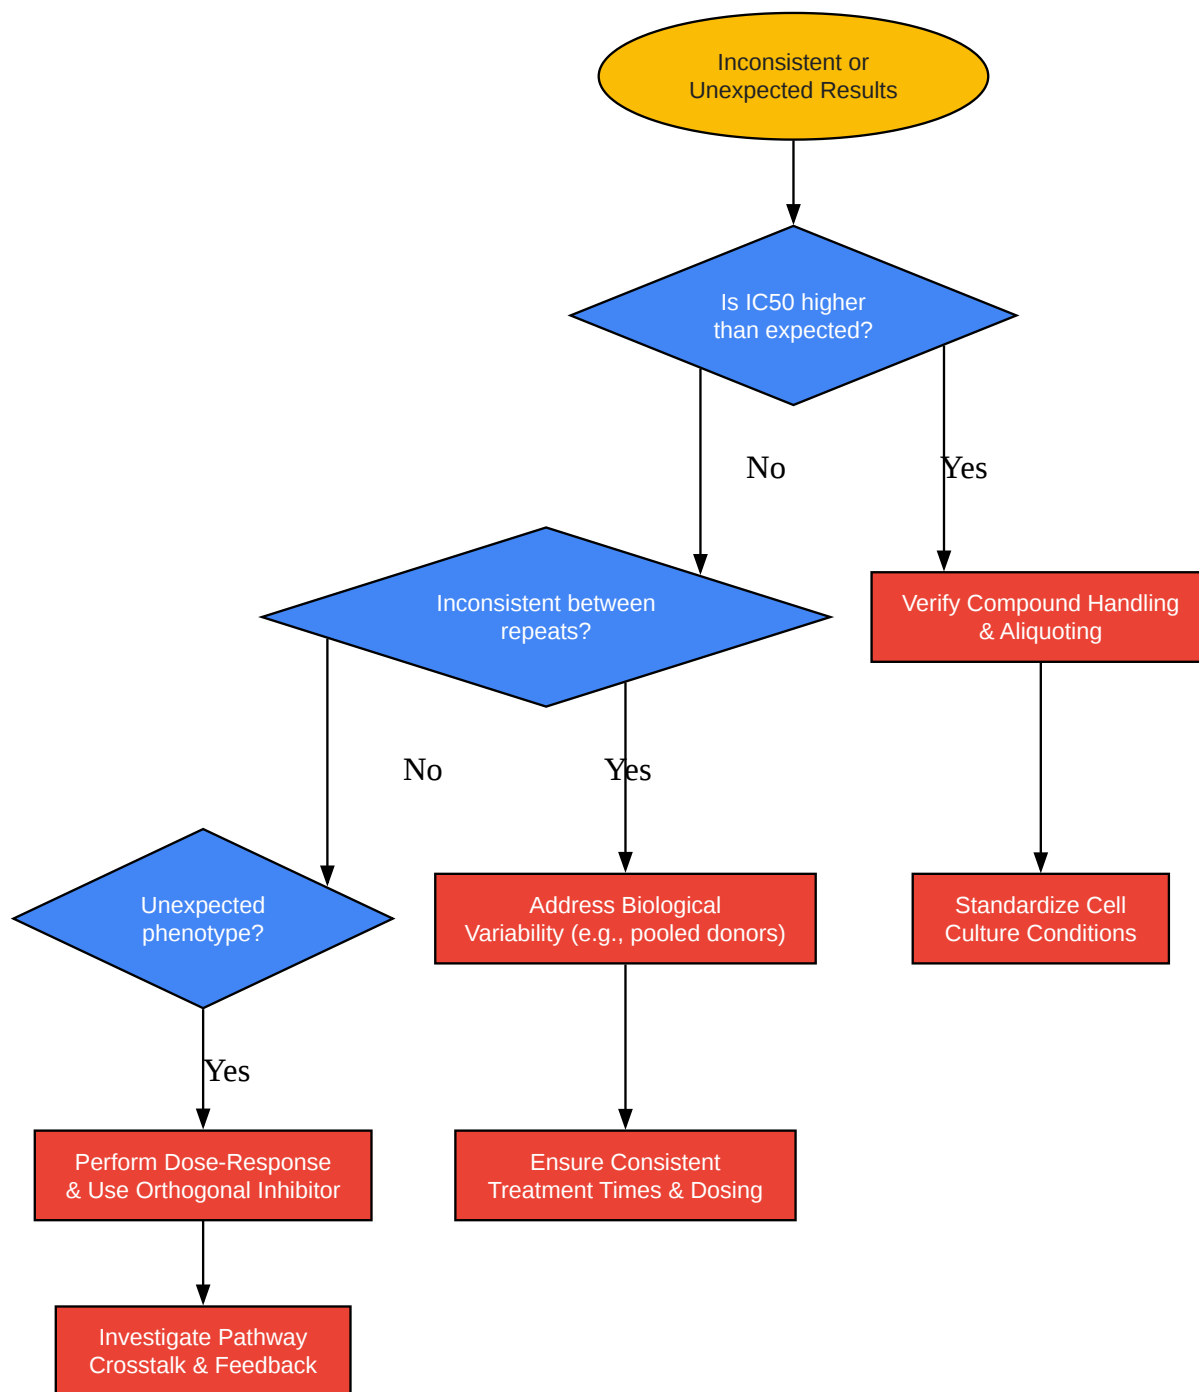 Inconsistent or
Unexpected Results
Is IC50 higher
than expected?
No
Yes
Inconsistent between
repeats?
Verify Compound Handling
& Aliquoting
No
Yes
Unexpected
phenotype?
Address Biological
Variability (e.g., pooled donors)
Standardize Cell
Culture Conditions
Yes
Perform Dose-Response
& Use Orthogonal Inhibitor
Ensure Consistent
Treatment Times & Dosing
Investigate Pathway
Crosstalk & Feedback